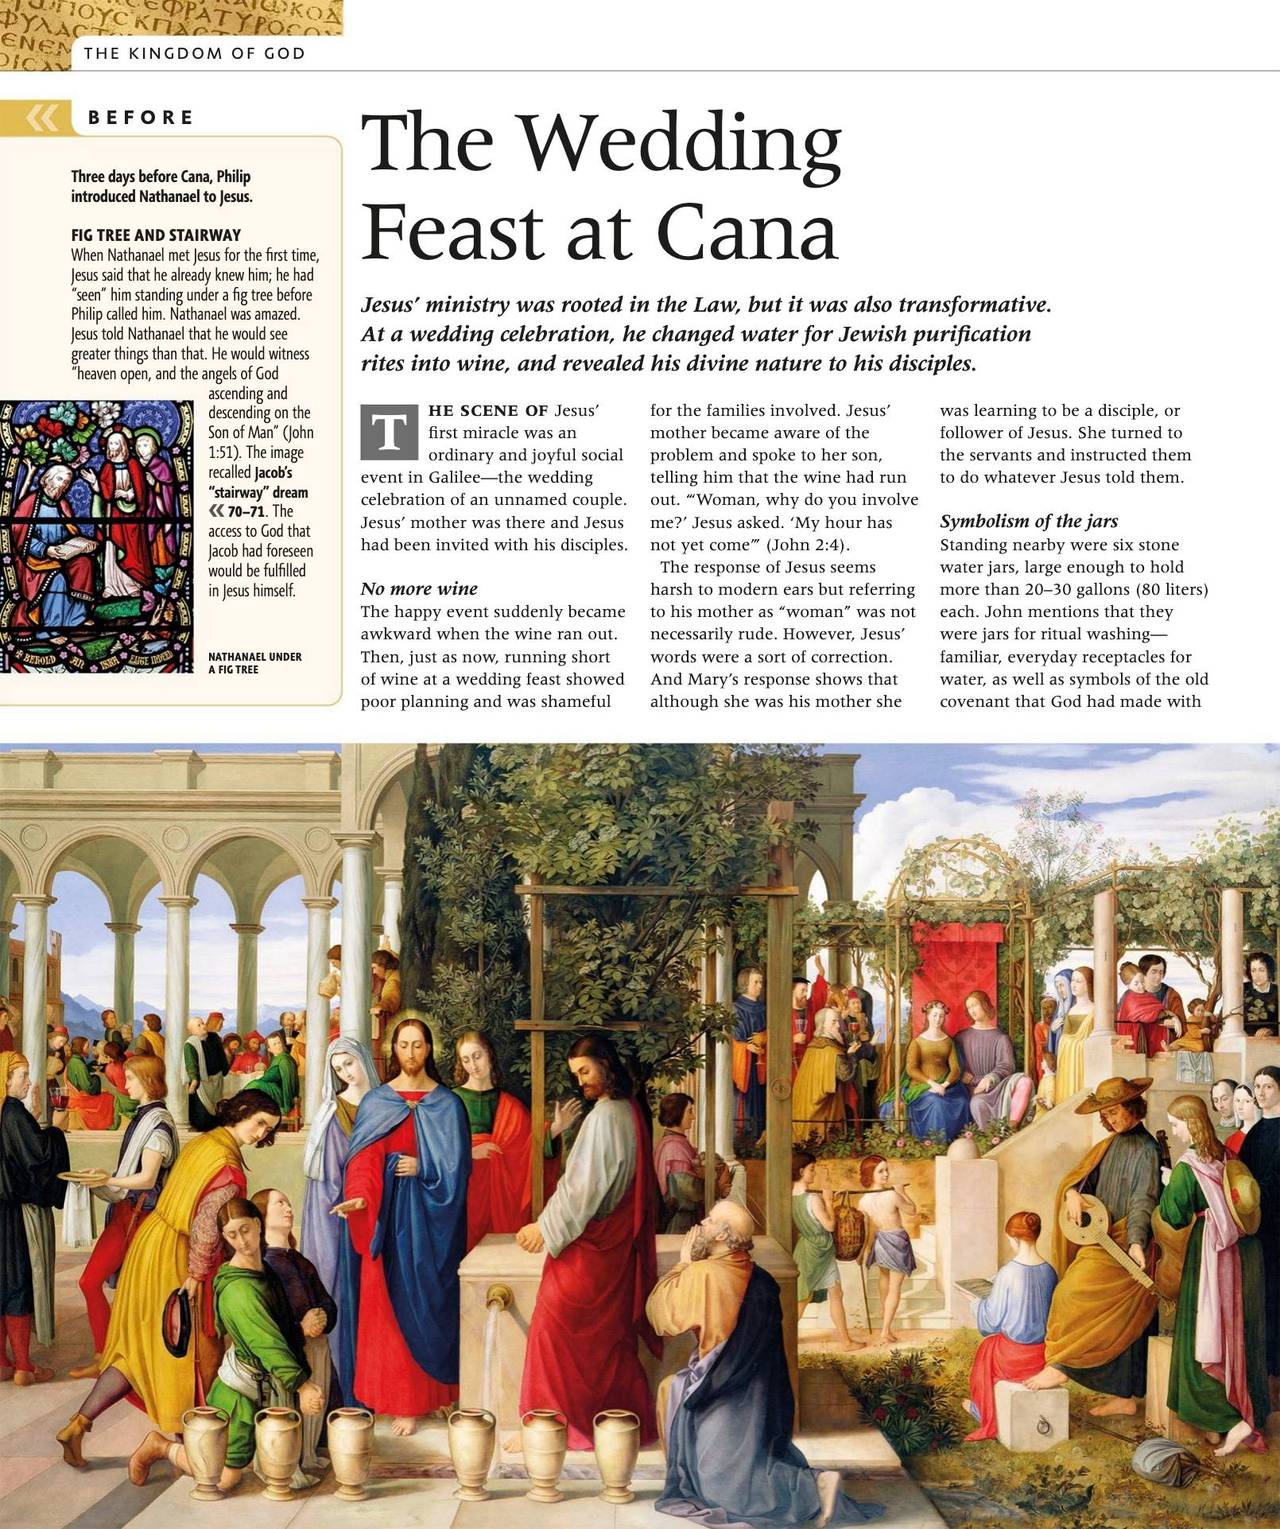 THE KINGDOM OF GOD
BEFORE
Three days before Cana, Philip
introduced Nathanael to Jesus.
FIG TREE AND STAIRWAY
When Nathanael met Jesus for the first time,
Jesus said that he already knew him; he had
“seen” him standing under a fig tree before
Philip called him. Nathanael was amazed.
Jesus told Nathanael that he would see
greater things than that. He would witness
“heaven open, and the angels of God
ascending and
descending on the
Son of Man” (John
1:51). The image
recalled Jacob’s
“stairway” dream
« 70–71. The
access to God that
Jacob had foreseen
would be fulfilled
in Jesus himself.
NATHANAEL UNDER
A FIG TREE
The Wedding
Feast at Cana
Jesus’ ministry was rooted in the Law, but it was also transformative.
At a wedding celebration, he changed water for Jewish purification
rites into wine, and revealed his divine nature to his disciples.
THE SCENE OF Jesus’
first miracle was an
ordinary and joyful social
event in Galilee—the wedding
celebration of an unnamed couple.
Jesus’ mother was there and Jesus
had been invited with his disciples.
No more wine
The happy event suddenly became
awkward when the wine ran out.
Then, just as now, running short
of wine at a wedding feast showed
poor planning and was shameful
for the families involved. Jesus’
mother became aware of the
problem and spoke to her son,
telling him that the wine had run
out. “‘Woman, why do you involve
me?’ Jesus asked. ‘My hour has
not yet come’” (John 2:4).
The response of Jesus seems
harsh to modern ears but referring
to his mother as “woman” was not
necessarily rude. However, Jesus’
words were a sort of correction.
And Mary’s response shows that
although she was his mother she
was learning to be a disciple, or
follower of Jesus. She turned to
the servants and instructed them
to do whatever Jesus told them.
Symbolism of the jars
Standing nearby were six stone
water jars, large enough to hold
more than 20–30 gallons (80 liters)
each. John mentions that they
were jars for ritual washing—
familiar, everyday receptacles for
water, as well as symbols of the old
covenant that God had made with